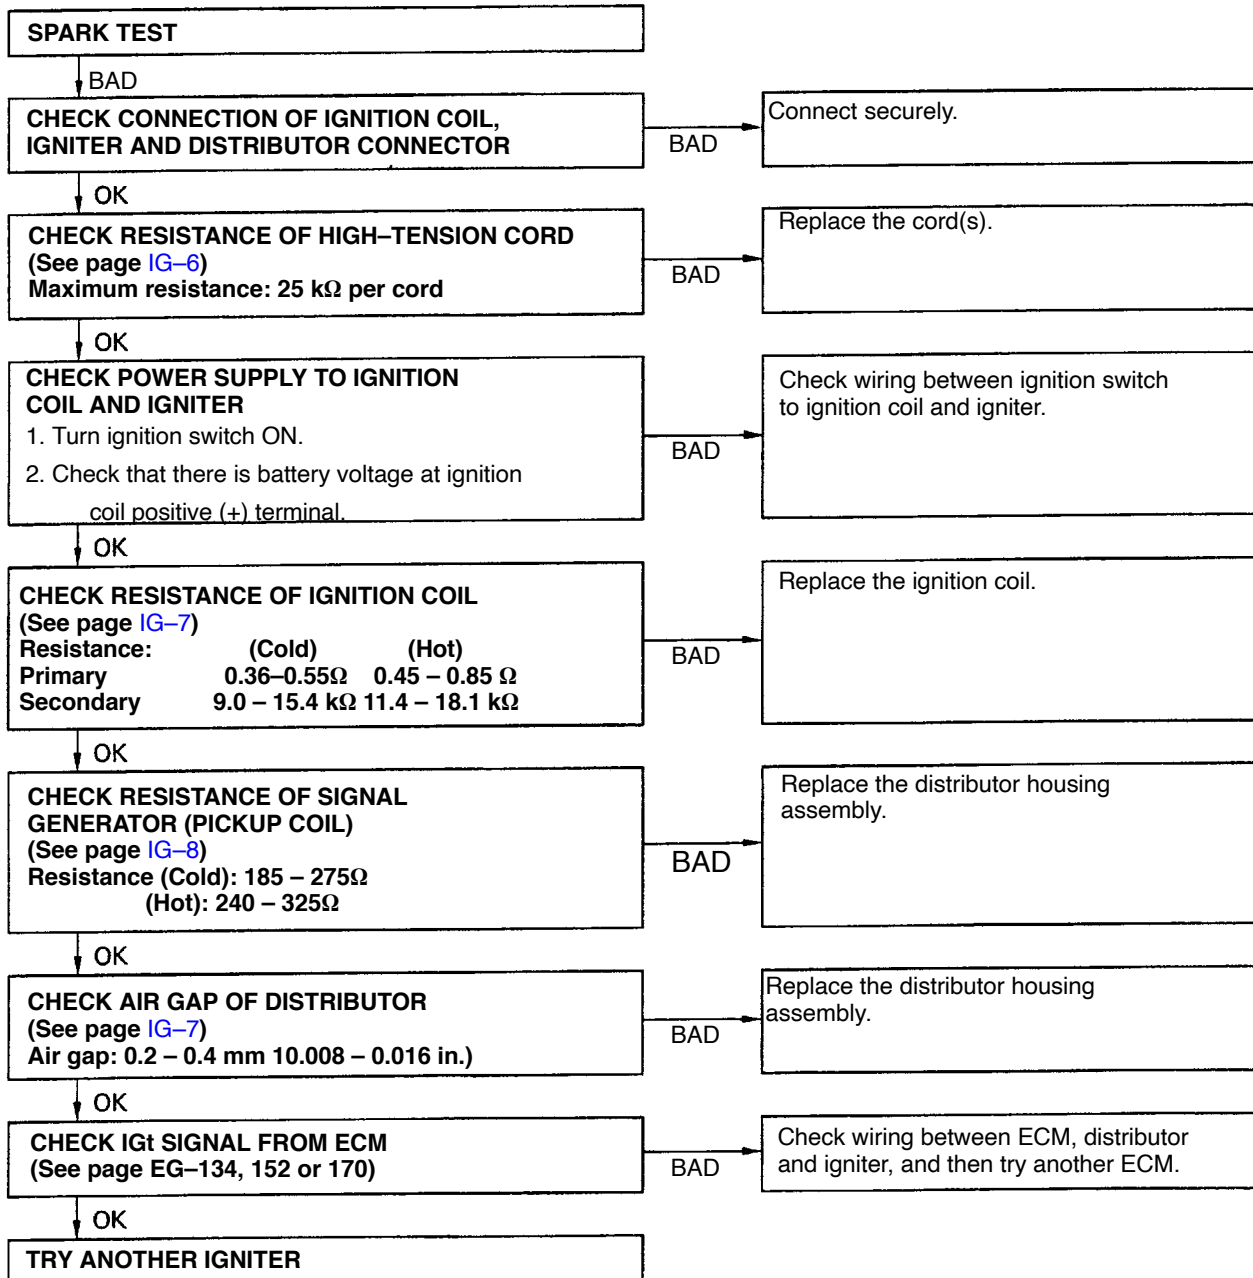 SPARK TEST
BAD
CHECK CONNECTION OF IGNITION COIL,
IGNITER AND DISTRIBUTOR CONNECTOR
BAD
Connect securely.
OK
CHECK RESISTANCE OF HIGH–TENSION CORD
(See page IG–6)
Maximum resistance: 25 kΩ per cord
BAD
Replace the cord(s).
OK
CHECK POWER SUPPLY TO IGNITION
COIL AND IGNITER
1. Turn ignition switch ON.
2. Check that there is battery voltage at ignition
coil positive (+) terminal.
BAD
Check wiring between ignition switch
to ignition coil and igniter.
OK
CHECK RESISTANCE OF IGNITION COIL
(See page IG–7)
Resistance: (Cold) (Hot)
Primary 0.36–0.55Ω 0.45 – 0.85 Ω
Secondary 9.0 – 15.4 kΩ 11.4 – 18.1 kΩ
BAD
Replace the ignition coil.
OK
CHECK RESISTANCE OF SIGNAL
GENERATOR (PICKUP COIL)
(See page IG–8)
Resistance (Cold): 185 – 275Ω
(Hot): 240 – 325Ω
BAD
Replace the distributor housing
assembly.
OK
CHECK AIR GAP OF DISTRIBUTOR
(See page IG–7)
Air gap: 0.2 – 0.4 mm 10.008 – 0.016 in.)
BAD
Replace the distributor housing
assembly.
OK
CHECK IGt SIGNAL FROM ECM
(See page EG–134, 152 or 170)
BAD
Check wiring between ECM, distributor
and igniter, and then try another ECM.
OK
TRY ANOTHER IGNITER